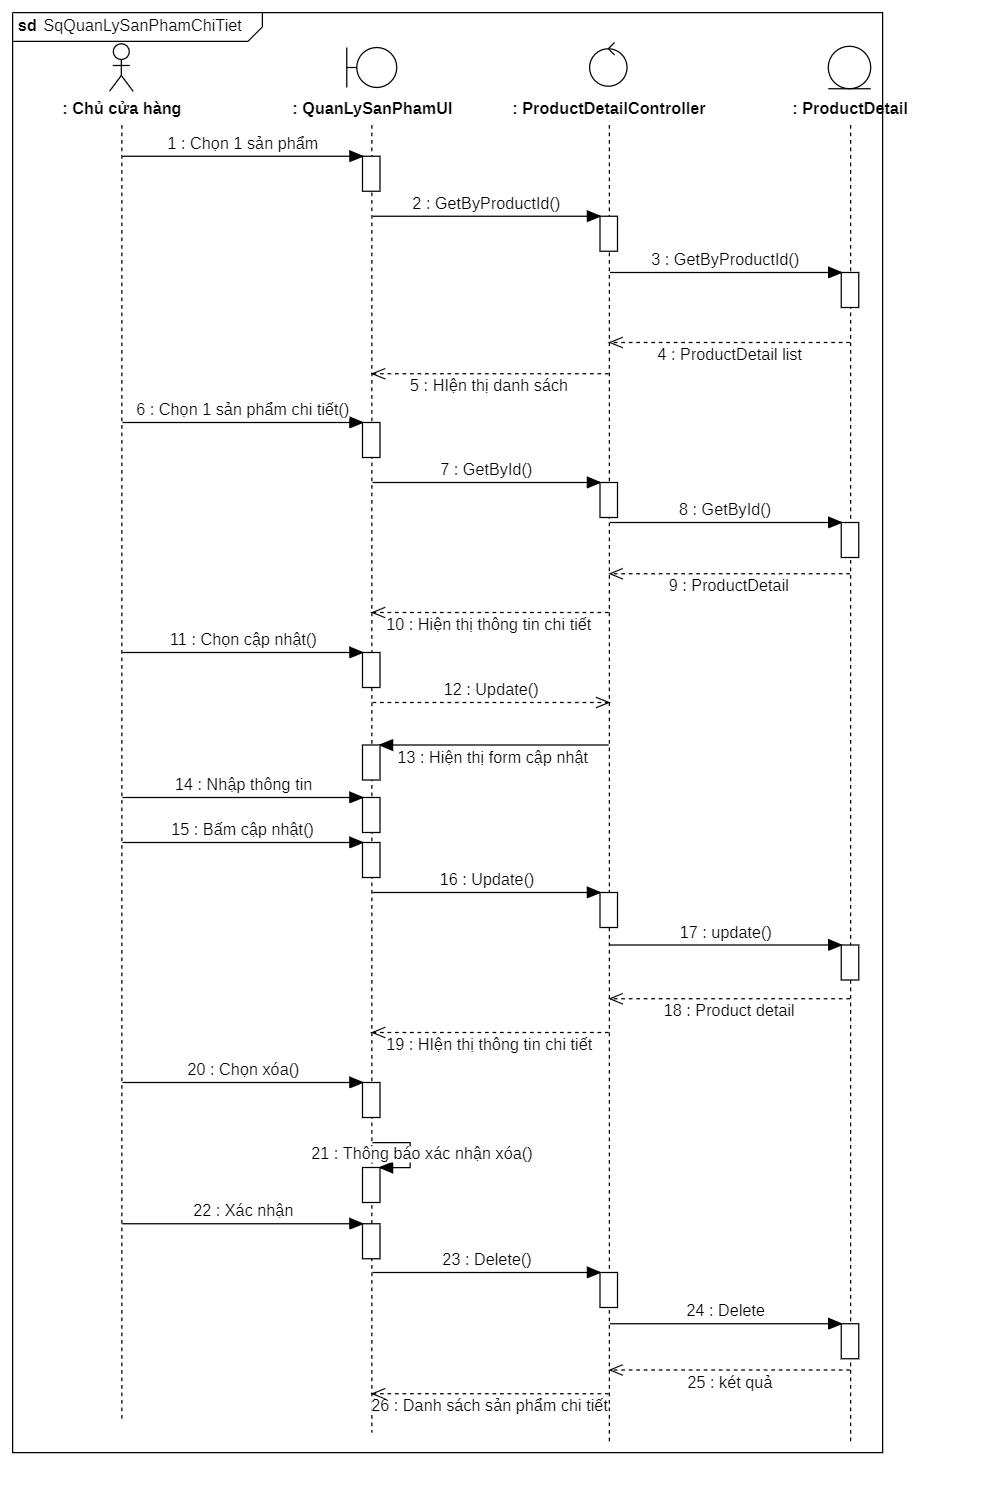 sd SqQuanLySanPhamChiTiet
: Chủ cửa hàng
: QuanLySanPhamUI
: ProductDetailController
: ProductDetail
1 : Chọn 1 sản phẩm
2 : GetByProductId()
3 : GetByProductId()
4 : ProductDetail list
5 : HIện thị danh sách
6 : Chọn 1 sản phẩm chi tiết()
7 : GetById()
8 : GetById()
9 : ProductDetail
10 : Hiện thị thông tin chi tiết
11 : Chọn cập nhật()
12 : Update()
13 : Hiện thị form cập nhật
14 : Nhập thông tin
15 : Bấm cập nhật()
16 : Update()
17 : update()
18 : Product detail
19 : HIện thị thông tin chi tiết
20 : Chọn xóa()
21 : Thông báo xác nhận xóa()
22 : Xác nhận
23 : Delete()
24 : Delete
25 : két quả
26 : Danh sách sản phẩm chi tiết